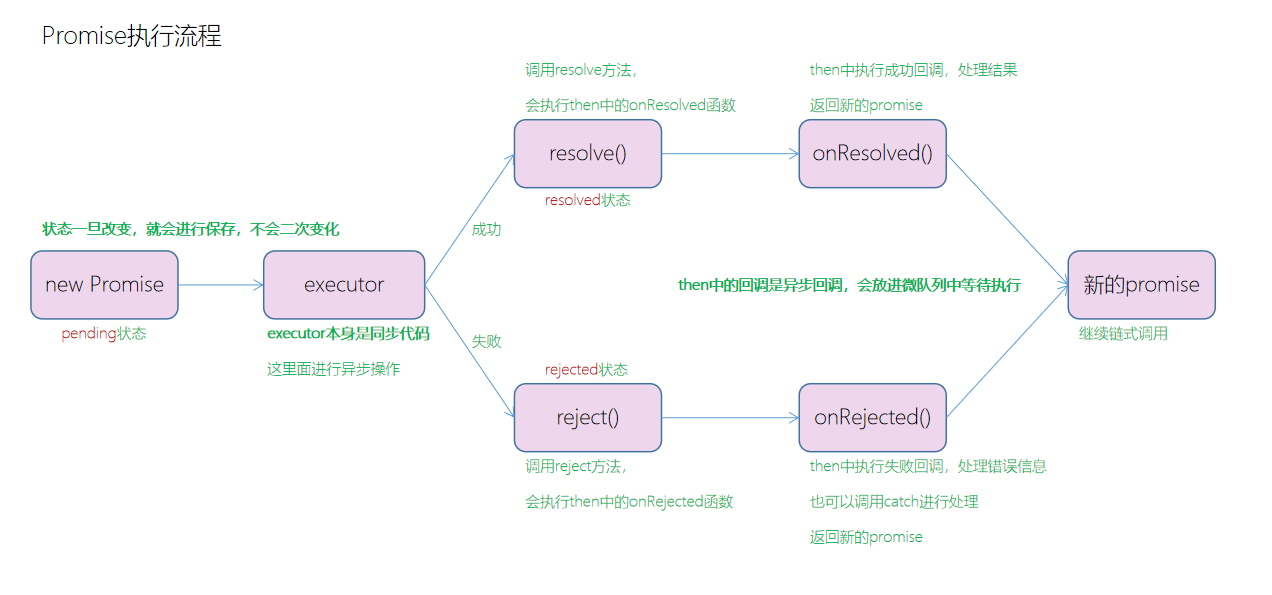 Promise执行流程
调用resolve方法，
会执行then中的onResolved函数
then中执行成功回调，处理结果
返回新的promise
resolve()
onResolved()
resolved状态
成功
状态一旦改变，就会进行保存，不会二次变化
new Promise
executor
then中的回调是异步回调，会放进微队列中等待执行
新的promise
pending状态
executor本身是同步代码
这里面进行异步操作
继续链式调用
失败
rejected状态
reject()
onRejected()
调用reject方法，
会执行then中的onRejected函数
then中执行失败回调，处理错误信息
也可以调用catch进行处理
返回新的promise